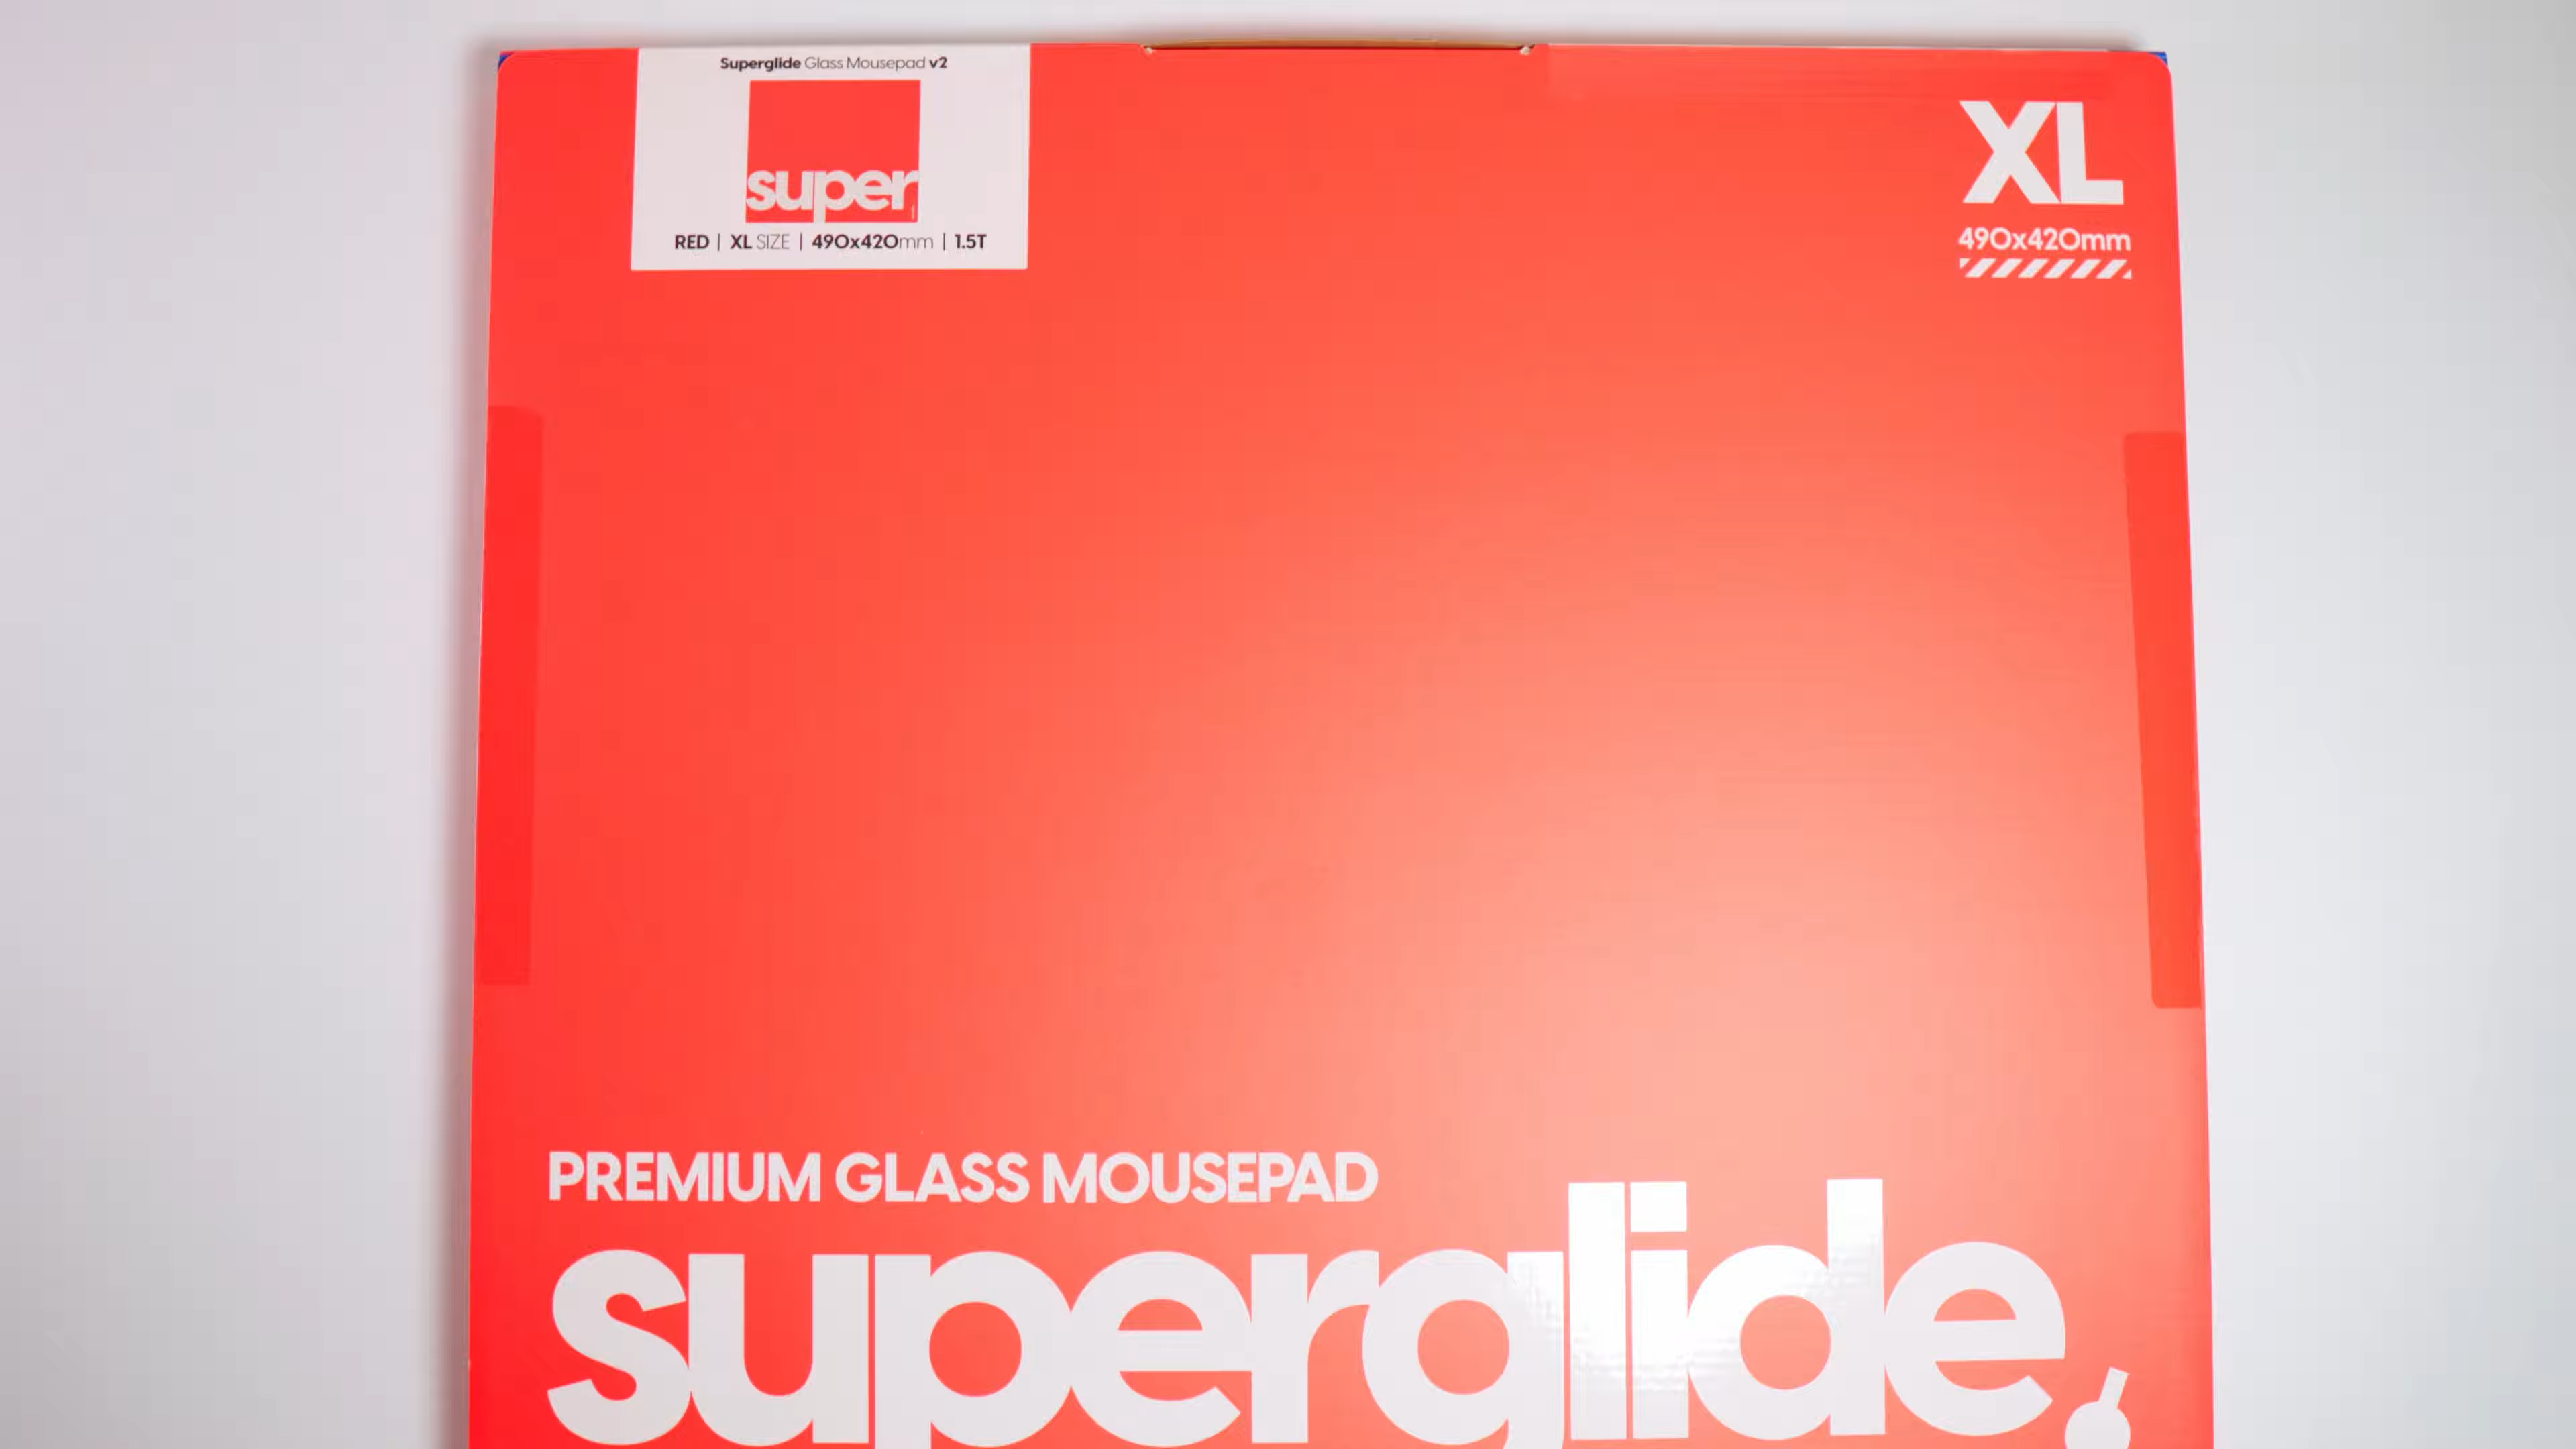 Superglide Glass Mousepad v2
super
RED | XL SIZE | 490x420mm | 1.5T
XL
490x420mm
PREMIUM GLASS MOUSEPAD
superglide